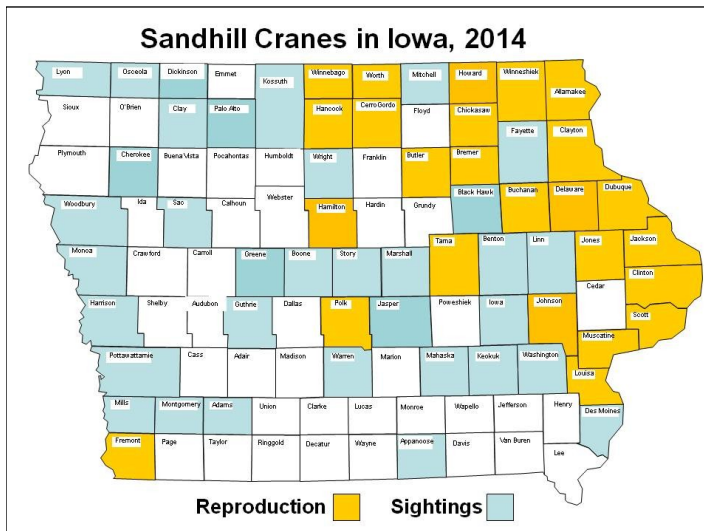 Sandhill Cranes in Iowa, 2014
Lyon Osceola Dickinson Emmet Kossuth Winnebago Worth Mitchell Howard Winneshiek Allamakee
Sioux O'Brien Clay Palo Alto Hancock Cerro Gordo Floyd Chickasaw
Fayette Clayton
Plymouth Cherokee Buena Vista Pocahontas Humboldt Wright Franklin Butler Bremer
Woodbury Ida Sac Calhoun Webster Hamilton Hardin Grundy Black Hawk Buchanan Delaware Dubuque
Monoa Crawford Carroll Greene Boone Story Marshall Tama Benton Linn Jones Jackson
Clinton
Harrison Shelby Audubon Guthrie Dallas Polk Jasper Poweshiek Iowa Johnson Cedar Scott
Muscatine
Pottawattamie Cass Adair Madison Warren Marion Mahaska Keokuk Washington Louisa
Mills Montgomery Adams Union Clarke Lucas Monroe Wapello Jefferson Henry Des Moines
Fremont Page Taylor Ringgold Decatur Wayne Appanoose Davis Van Buren Lee
Reproduction Sightings